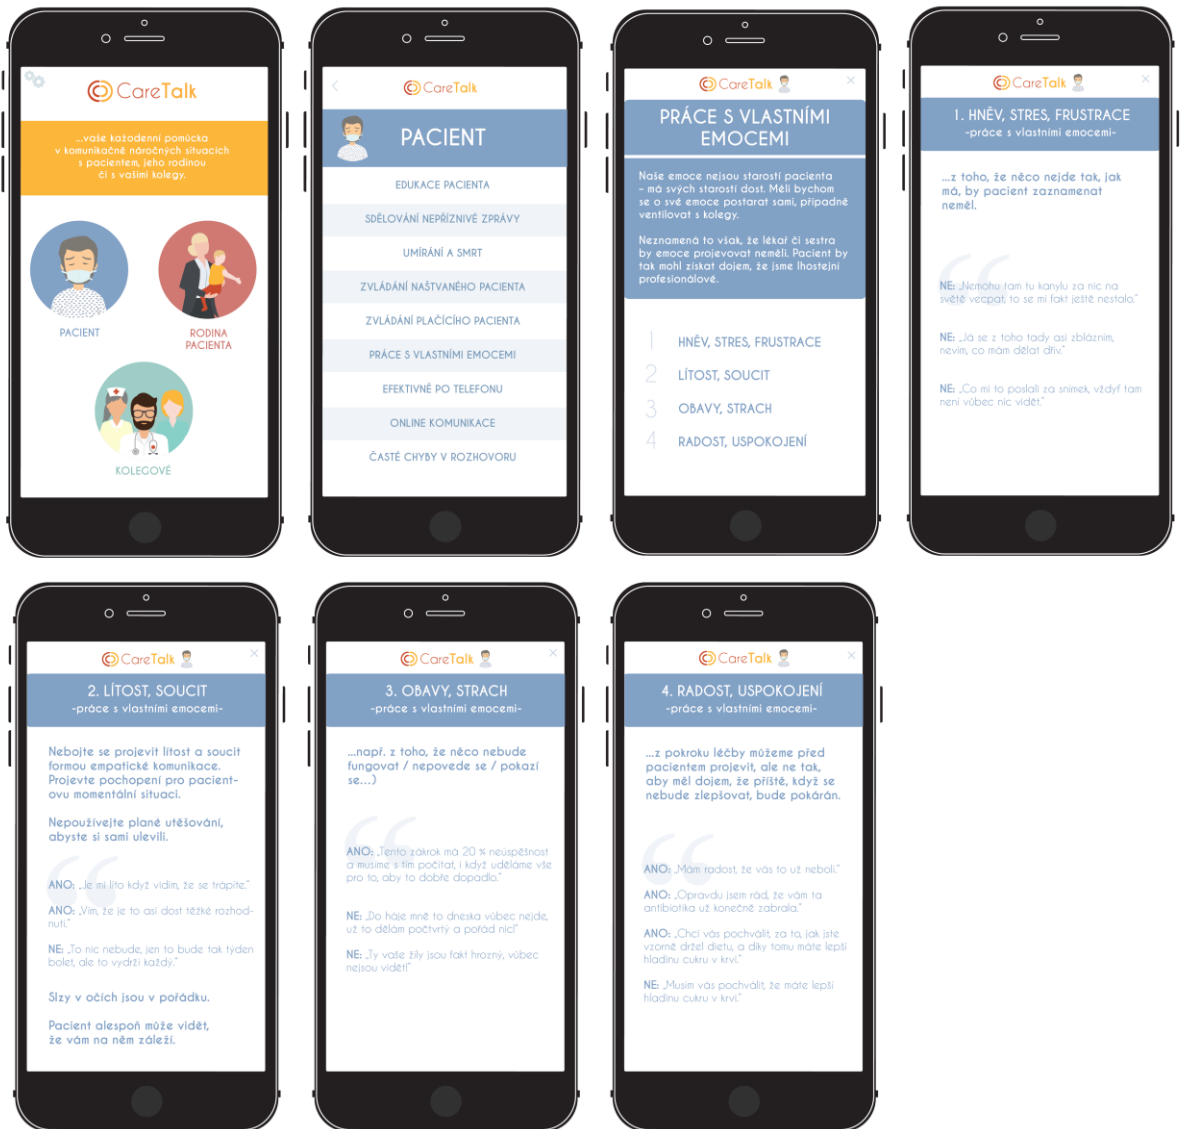 CareTalk
...vaše každodenní pomůcka
v komunikačně náročných situacích
s pacientem, jeho rodinou
či s vašimi kolegy.
PACIENT
RODINA
PACIENTA
KOLEGOVÉ
CareTalk
PACIENT
EDUKACE PACIENTA
SDĚLOVÁNÍ NEPŘÍZNIVÉ ZPRÁVY
UMÍRÁNÍ A SMRT
ZVLÁDÁNÍ NAŠTVANÉHO PACIENTA
ZVLÁDÁNÍ PLAČÍCÍHO PACIENTA
PRÁCE S VLASTNÍMI EMOCEMI
EFEKTIVNĚ PO TELEFONU
ONLINE KOMUNIKACE
ČASTÉ CHYBY V ROZHOVORU
CareTalk
PRÁCE S VLASTNÍMI
EMOCEMI
Naše emoce nejsou starostí pacienta
– má svých starostí dost. Měli bychom
se o své emoce postarat sami, případně
ventilovat s kolegy.
Neznamená to však, že lékař či sestra
by emoce projevovat neměli. Pacient by
tak mohl získat dojem, že jsme lhostejní
profesionálové.
1 HNĚV, STRES, FRUSTRACE
2 LÍTOST, SOUCIT
3 OBAVY, STRACH
4 RADOST, USPOKOJENÍ
CareTalk
1. HNĚV, STRES, FRUSTRACE
-práce s vlastními emocemi-
...z toho, že něco nejde tak, jak
má, by pacient zaznamenat
neměl.
NE: „Nemohu tam tu kanylu za nic na
světě vecpat, to se mi fakt ještě nestalo."
NE: „Já se z toho tady asi zblázním,
nevím, co mám dělat dřív."
NE: „Co mi to poslali za snímek, vždyť tam
není vůbec nic vidět."
CareTalk
2. LÍTOST, SOUCIT
-práce s vlastními emocemi-
Nebojte se projevit lítost a soucit
formou empatické komunikace.
Projevte pochopení pro pacient-
ovu momentální situaci.
Nepoužívejte plané utěšování,
abyste si sami ulevili.
ANO: „Je mi líto když vidím, že se trápíte."
ANO: „Vím, že je to asi dost těžké rozhod-
nutí."
NE: „To nic nebude, jen to bude tak týden
bolet, ale to vydrží každý."
Slzy v očích jsou v pořádku.
Pacient alespoň může vidět,
že vám na něm záleží.
CareTalk
3. OBAVY, STRACH
-práce s vlastními emocemi-
...např. z toho, že něco nebude
fungovat / nepovede se / pokazí
se...)
ANO: „Tento zákrok má 20 % neúspěšnost
a musíme s tím počítat, i když uděláme vše
pro to, aby to dobře dopadlo."
NE: „Do háje mně to dneska vůbec nejde,
už to dělám počtvrtý a pořád nic!"
NE: „Ty vaše žíly jsou fakt hrozný, vůbec
nejsou vidět!"
CareTalk
4. RADOST, USPOKOJENÍ
-práce s vlastními emocemi-
...z pokroku léčby můžeme před
pacientem projevit, ale ne tak,
aby měl dojem, že příště, když se
nebude zlepšovat, bude pokárán.
ANO: „Mám radost, že vás to už nebolí."
ANO: „Opravdu jsem rád, že vám ta
antibiotika už konečně zabrala."
ANO: „Chci vás pochválit, za to, jak jste
vzorně držel dietu, a díky tomu máte lepší
hladinu cukru v krvi."
NE: „Musím vás pochválit, že máte lepší
hladinu cukru v krvi."